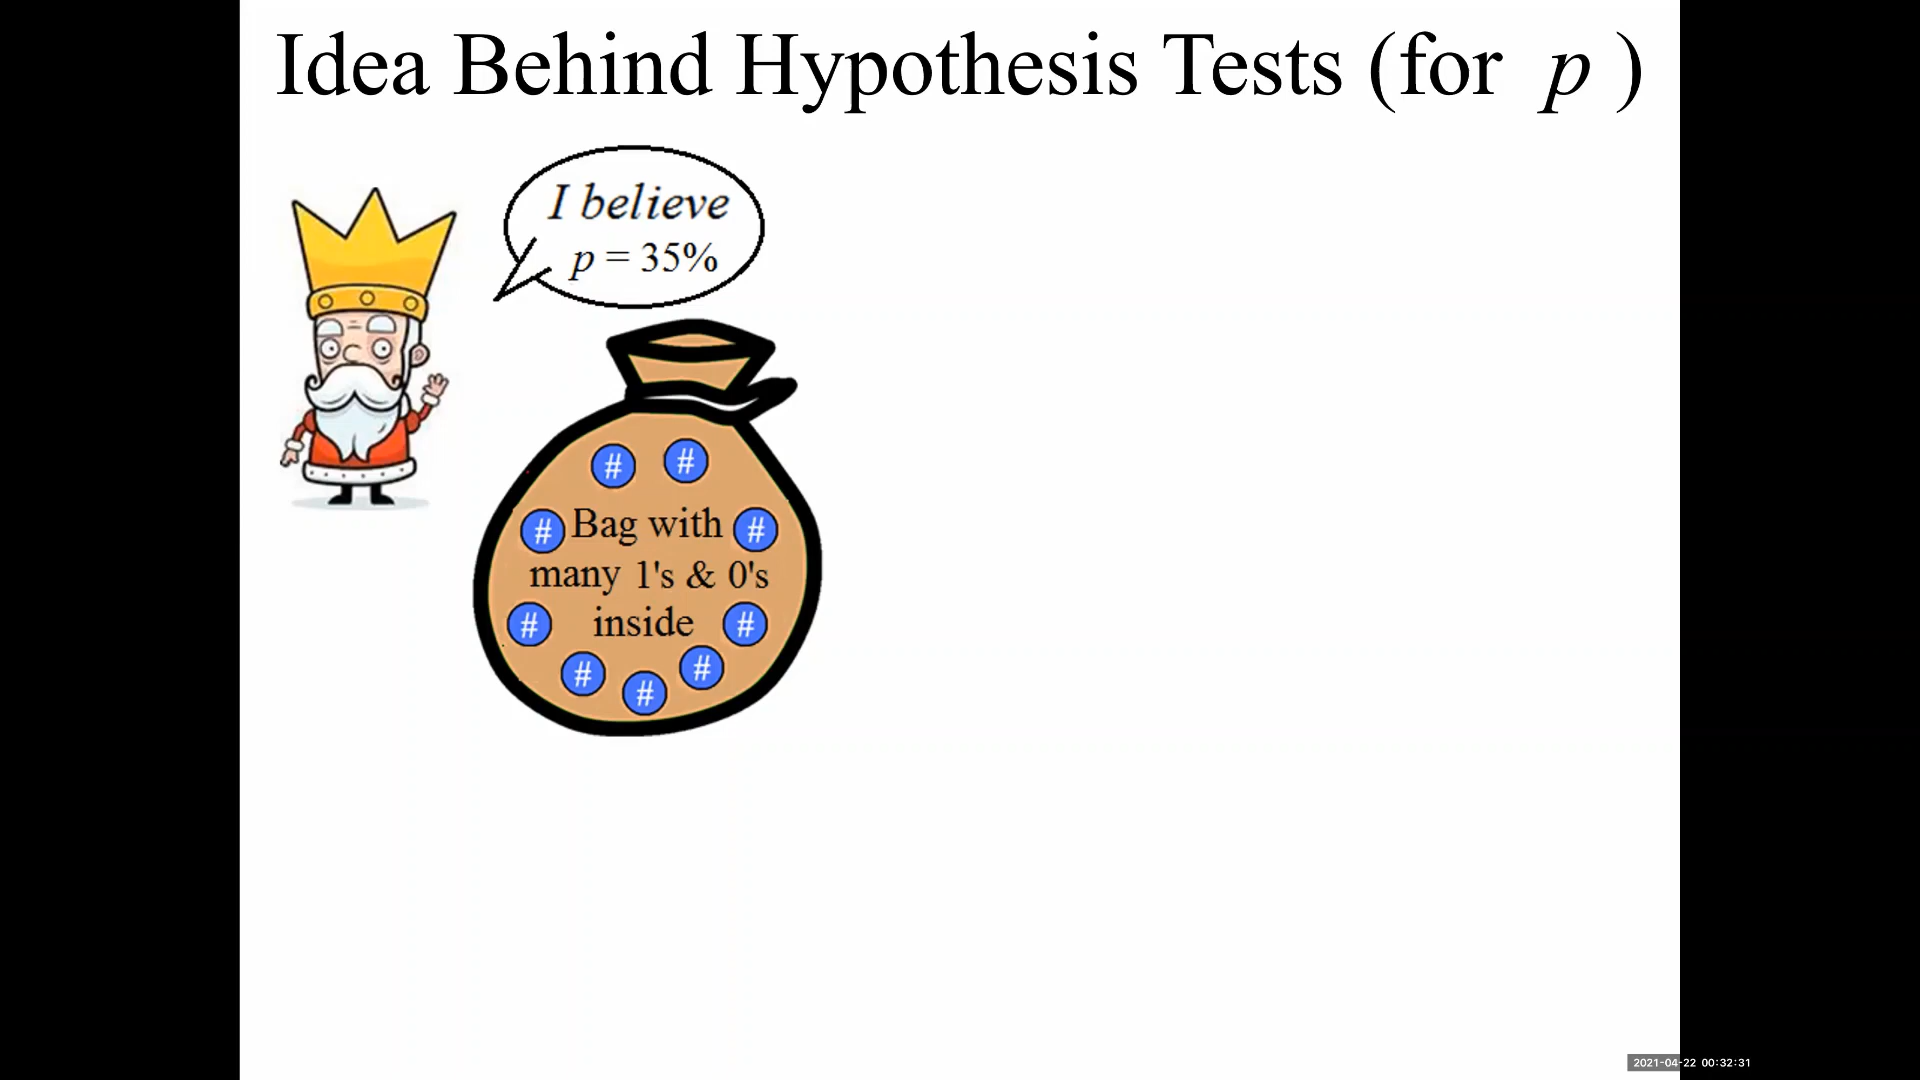 Idea Behind Hypothesis Tests (for p )
I believe
p = 35%
# #
# Bag with #
many 1's & 0's
# inside #
# # #
2021-04-22 00:32:31